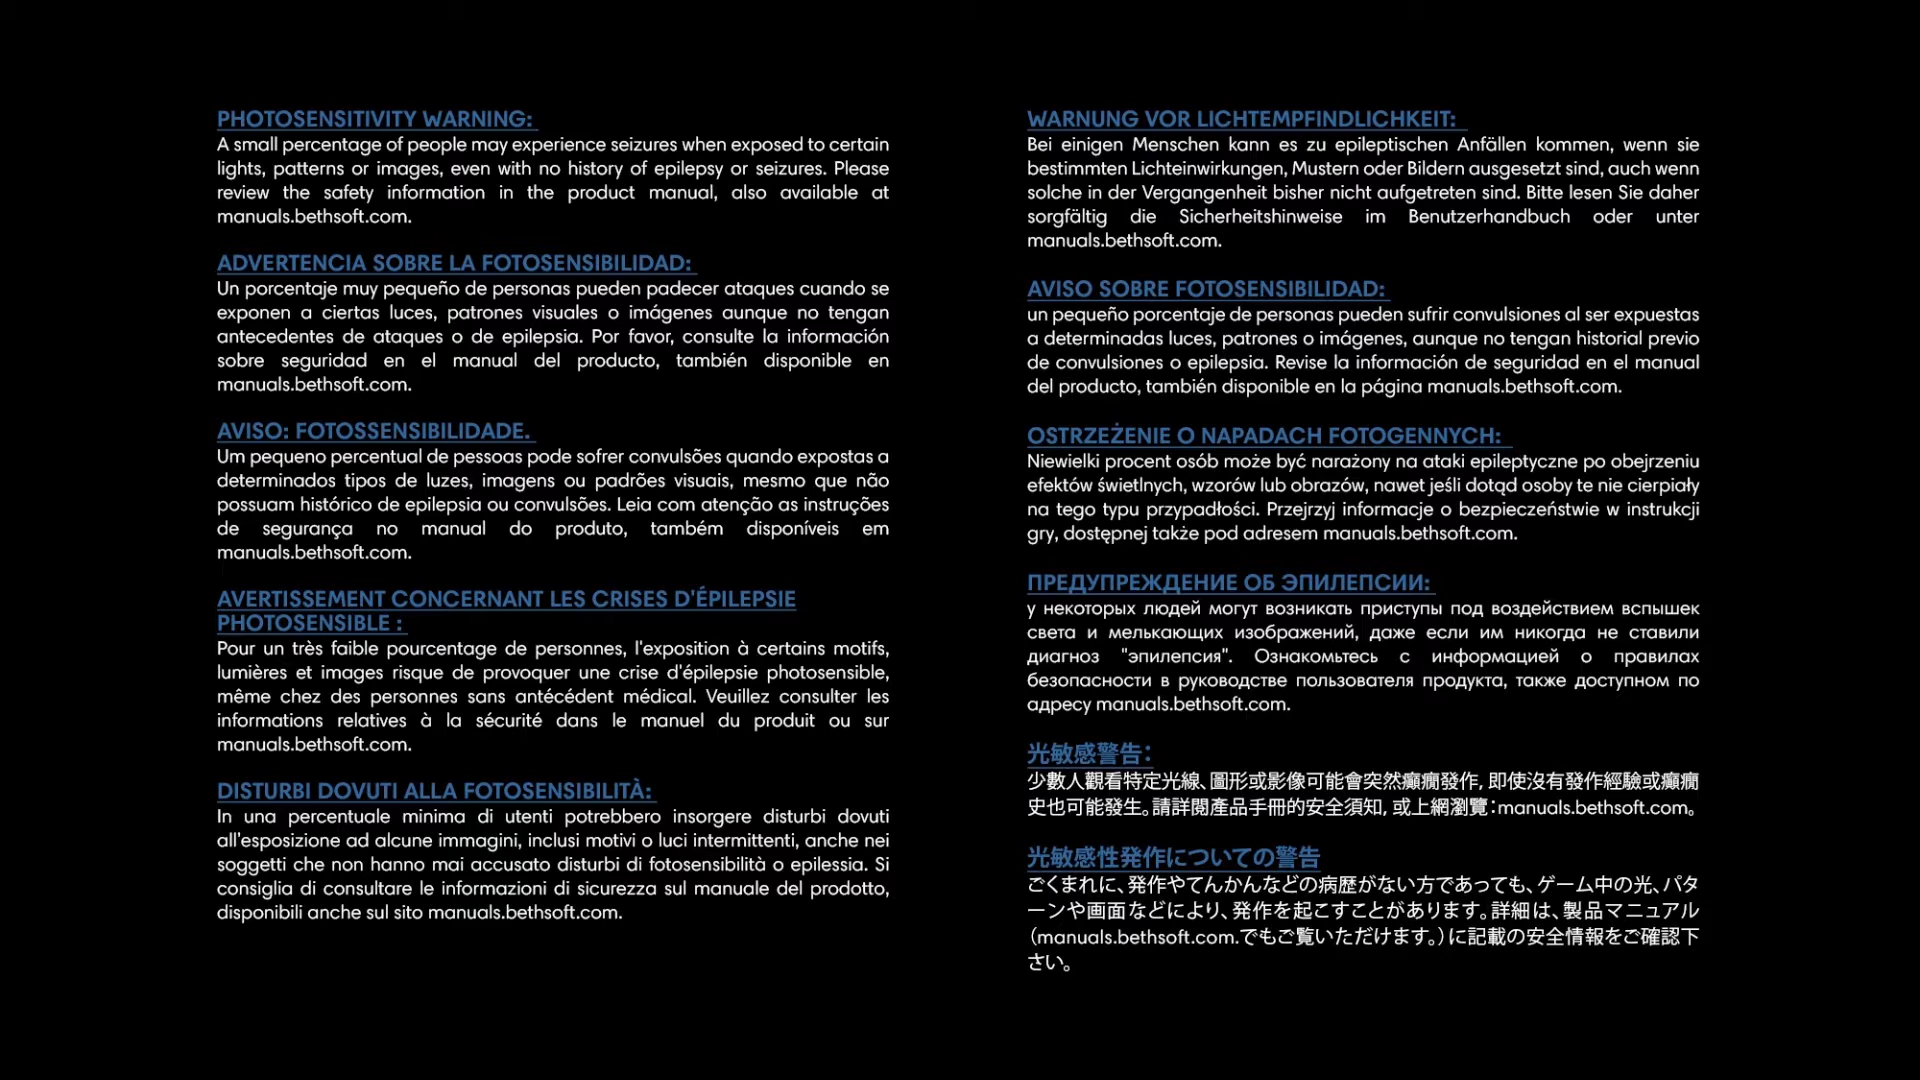 PHOTOSENSITIVITY WARNING:
A small percentage of people may experience seizures when exposed to certain
lights, patterns or images, even with no history of epilepsy or seizures. Please
review the safety information in the product manual, also available at
manuals.bethsoft.com.
ADVERTENCIA SOBRE LA FOTOSENSIBILIDAD:
Un porcentaje muy pequeño de personas pueden padecer ataques cuando se
exponen a ciertas luces, patrones visuales o imágenes aunque no tengan
antecedentes de ataques o de epilepsia. Por favor, consulte la información
sobre seguridad en el manual del producto, también disponible en
manuals.bethsoft.com.
AVISO: FOTOSSENSIBILIDADE.
Um pequeno percentual de pessoas pode sofrer convulsões quando expostas a
determinados tipos de luzes, imagens ou padrões visuais, mesmo que não
possuam histórico de epilepsia ou convulsões. Leia com atenção as instruções
de segurança no manual do produto, também disponíveis em
manuals.bethsoft.com.
AVERTISSEMENT CONCERNANT LES CRISES D'ÉPILEPSIE
PHOTOSENSIBLE :
Pour un très faible pourcentage de personnes, l'exposition à certains motifs,
lumières et images risque de provoquer une crise d'épilepsie photosensible,
même chez des personnes sans antécédent médical. Veuillez consulter les
informations relatives à la sécurité dans le manuel du produit ou sur
manuals.bethsoft.com.
DISTURBI DOVUTI ALLA FOTOSENSIBILITÀ:
In una percentuale minima di utenti potrebbero insorgere disturbi dovuti
all'esposizione ad alcune immagini, inclusi motivi o luci intermittenti, anche nei
soggetti che non hanno mai accusato disturbi di fotosensibilità o epilessia. Si
consiglia di consultare le informazioni di sicurezza sul manuale del prodotto,
disponibili anche sul sito manuals.bethsoft.com.
WARNUNG VOR LICHTEMPFINDLICHKEIT:
Bei einigen Menschen kann es zu epileptischen Anfällen kommen, wenn sie
bestimmten Lichteinwirkungen, Mustern oder Bildern ausgesetzt sind, auch wenn
solche in der Vergangenheit bisher nicht aufgetreten sind. Bitte lesen Sie daher
sorgfältig die Sicherheitshinweise im Benutzerhandbuch oder unter
manuals.bethsoft.com.
AVISO SOBRE FOTOSENSIBILIDAD:
un pequeño porcentaje de personas pueden sufrir convulsiones al ser expuestas
a determinadas luces, patrones o imágenes, aunque no tengan historial previo
de convulsiones o epilepsia. Revise la información de seguridad en el manual
del producto, también disponible en la página manuals.bethsoft.com.
OSTRZEŻENIE O NAPADACH FOTOGENNYCH:
Niewielki procent osób może być narażony na ataki epileptyczne po obejrzeniu
efektów świetlnych, wzorów lub obrazów, nawet jeśli dotąd osoby te nie cierpiały
na tego typu przypadłości. Przejrzyj informacje o bezpieczeństwie w instrukcji
gry, dostępnej także pod adresem manuals.bethsoft.com.
ПРЕДУПРЕЖДЕНИЕ ОБ ЭПИЛЕПСИИ:
у некоторых людей могут возникать приступы под воздействием вспышек
света и мелькающих изображений, даже если им никогда не ставили
диагноз "эпилепсия". Ознакомьтесь с информацией о правилах
безопасности в руководстве пользователя продукта, также доступном по
адресу manuals.bethsoft.com.
光敏感警告：
少數人觀看特定光線、圖形或影像可能會突然癲癇發作，即使沒有發作經驗或癲癇
史也可能發生。請詳閱產品手冊的安全須知，或上網瀏覽：manuals.bethsoft.com。
光敏感性発作についての警告
ごくまれに、発作やてんかんなどの病歴がない方であっても、ゲーム中の光、パタ
ーンや画面などにより、発作を起こすことがあります。詳細は、製品マニュアル
（manuals.bethsoft.com.でもご覧いただけます。）に記載の安全情報をご確認下
さい。